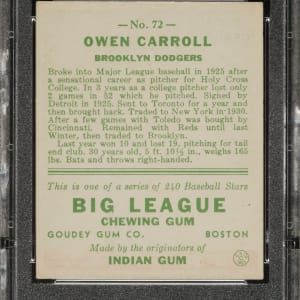 — No. 72 —
OWEN CARROLL
BROOKLYN DODGERS
Broke into Major League baseball in 1925 after
a sensational career as pitcher for Holy Cross
College. In 3 years as a college pitcher lost only
2 games in 52 which he pitched. Signed by
Detroit in 1925. Sent to Toronto for a year and
then brought back. Traded to New York in 1930.
After a few games with Toledo was bought by
Cincinnati. Remained with Reds until last
Winter, then traded to Brooklyn.
Last year won 10 and lost 19, pitching for tail
end club. 30 years old, 5 ft. 10½ in., weighs 165
lbs. Bats and throws right-handed.
This is one of a series of 240 Baseball Stars
BIG LEAGUE
CHEWING GUM
GOUDEY GUM CO. BOSTON
Made by the originators of
INDIAN GUM